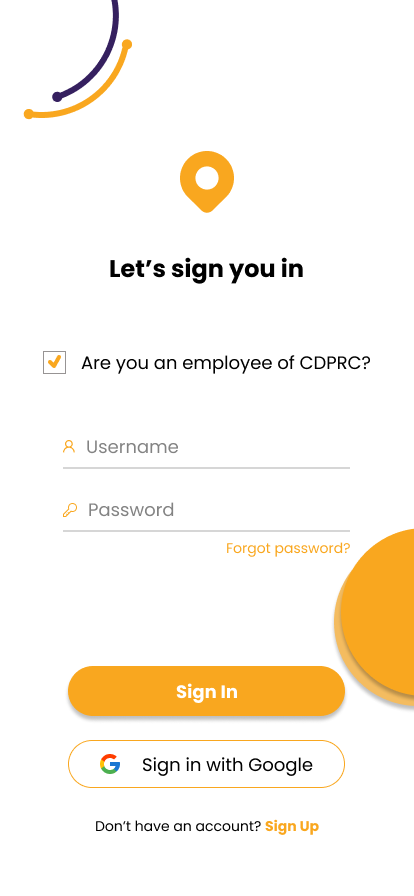 Let’s sign you in
Are you an employee of CDPRC?
Username
Password
Forgot password?
Sign In
Sign in with Google
Don’t have an account? Sign Up